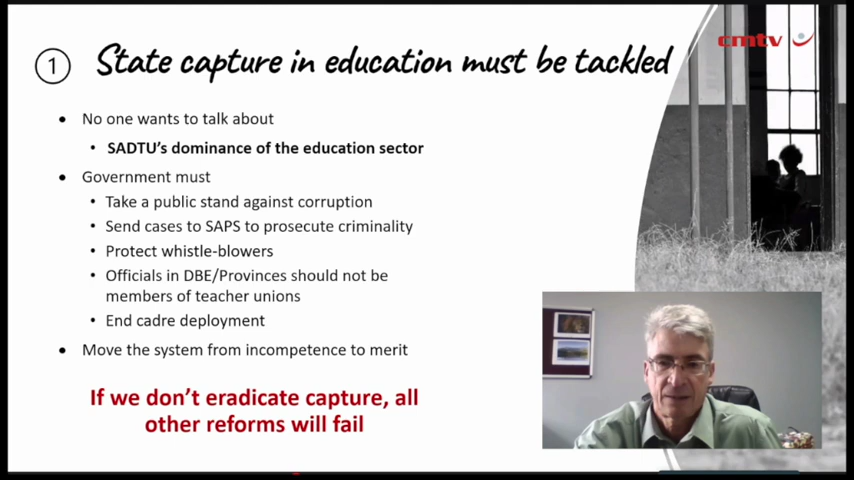 cmtv
1 State capture in education must be tackled
• No one wants to talk about
• SADTU's dominance of the education sector
• Government must
• Take a public stand against corruption
• Send cases to SAPS to prosecute criminality
• Protect whistle-blowers
• Officials in DBE/Provinces should not be
members of teacher unions
• End cadre deployment
• Move the system from incompetence to merit
If we don't eradicate capture, all
other reforms will fail